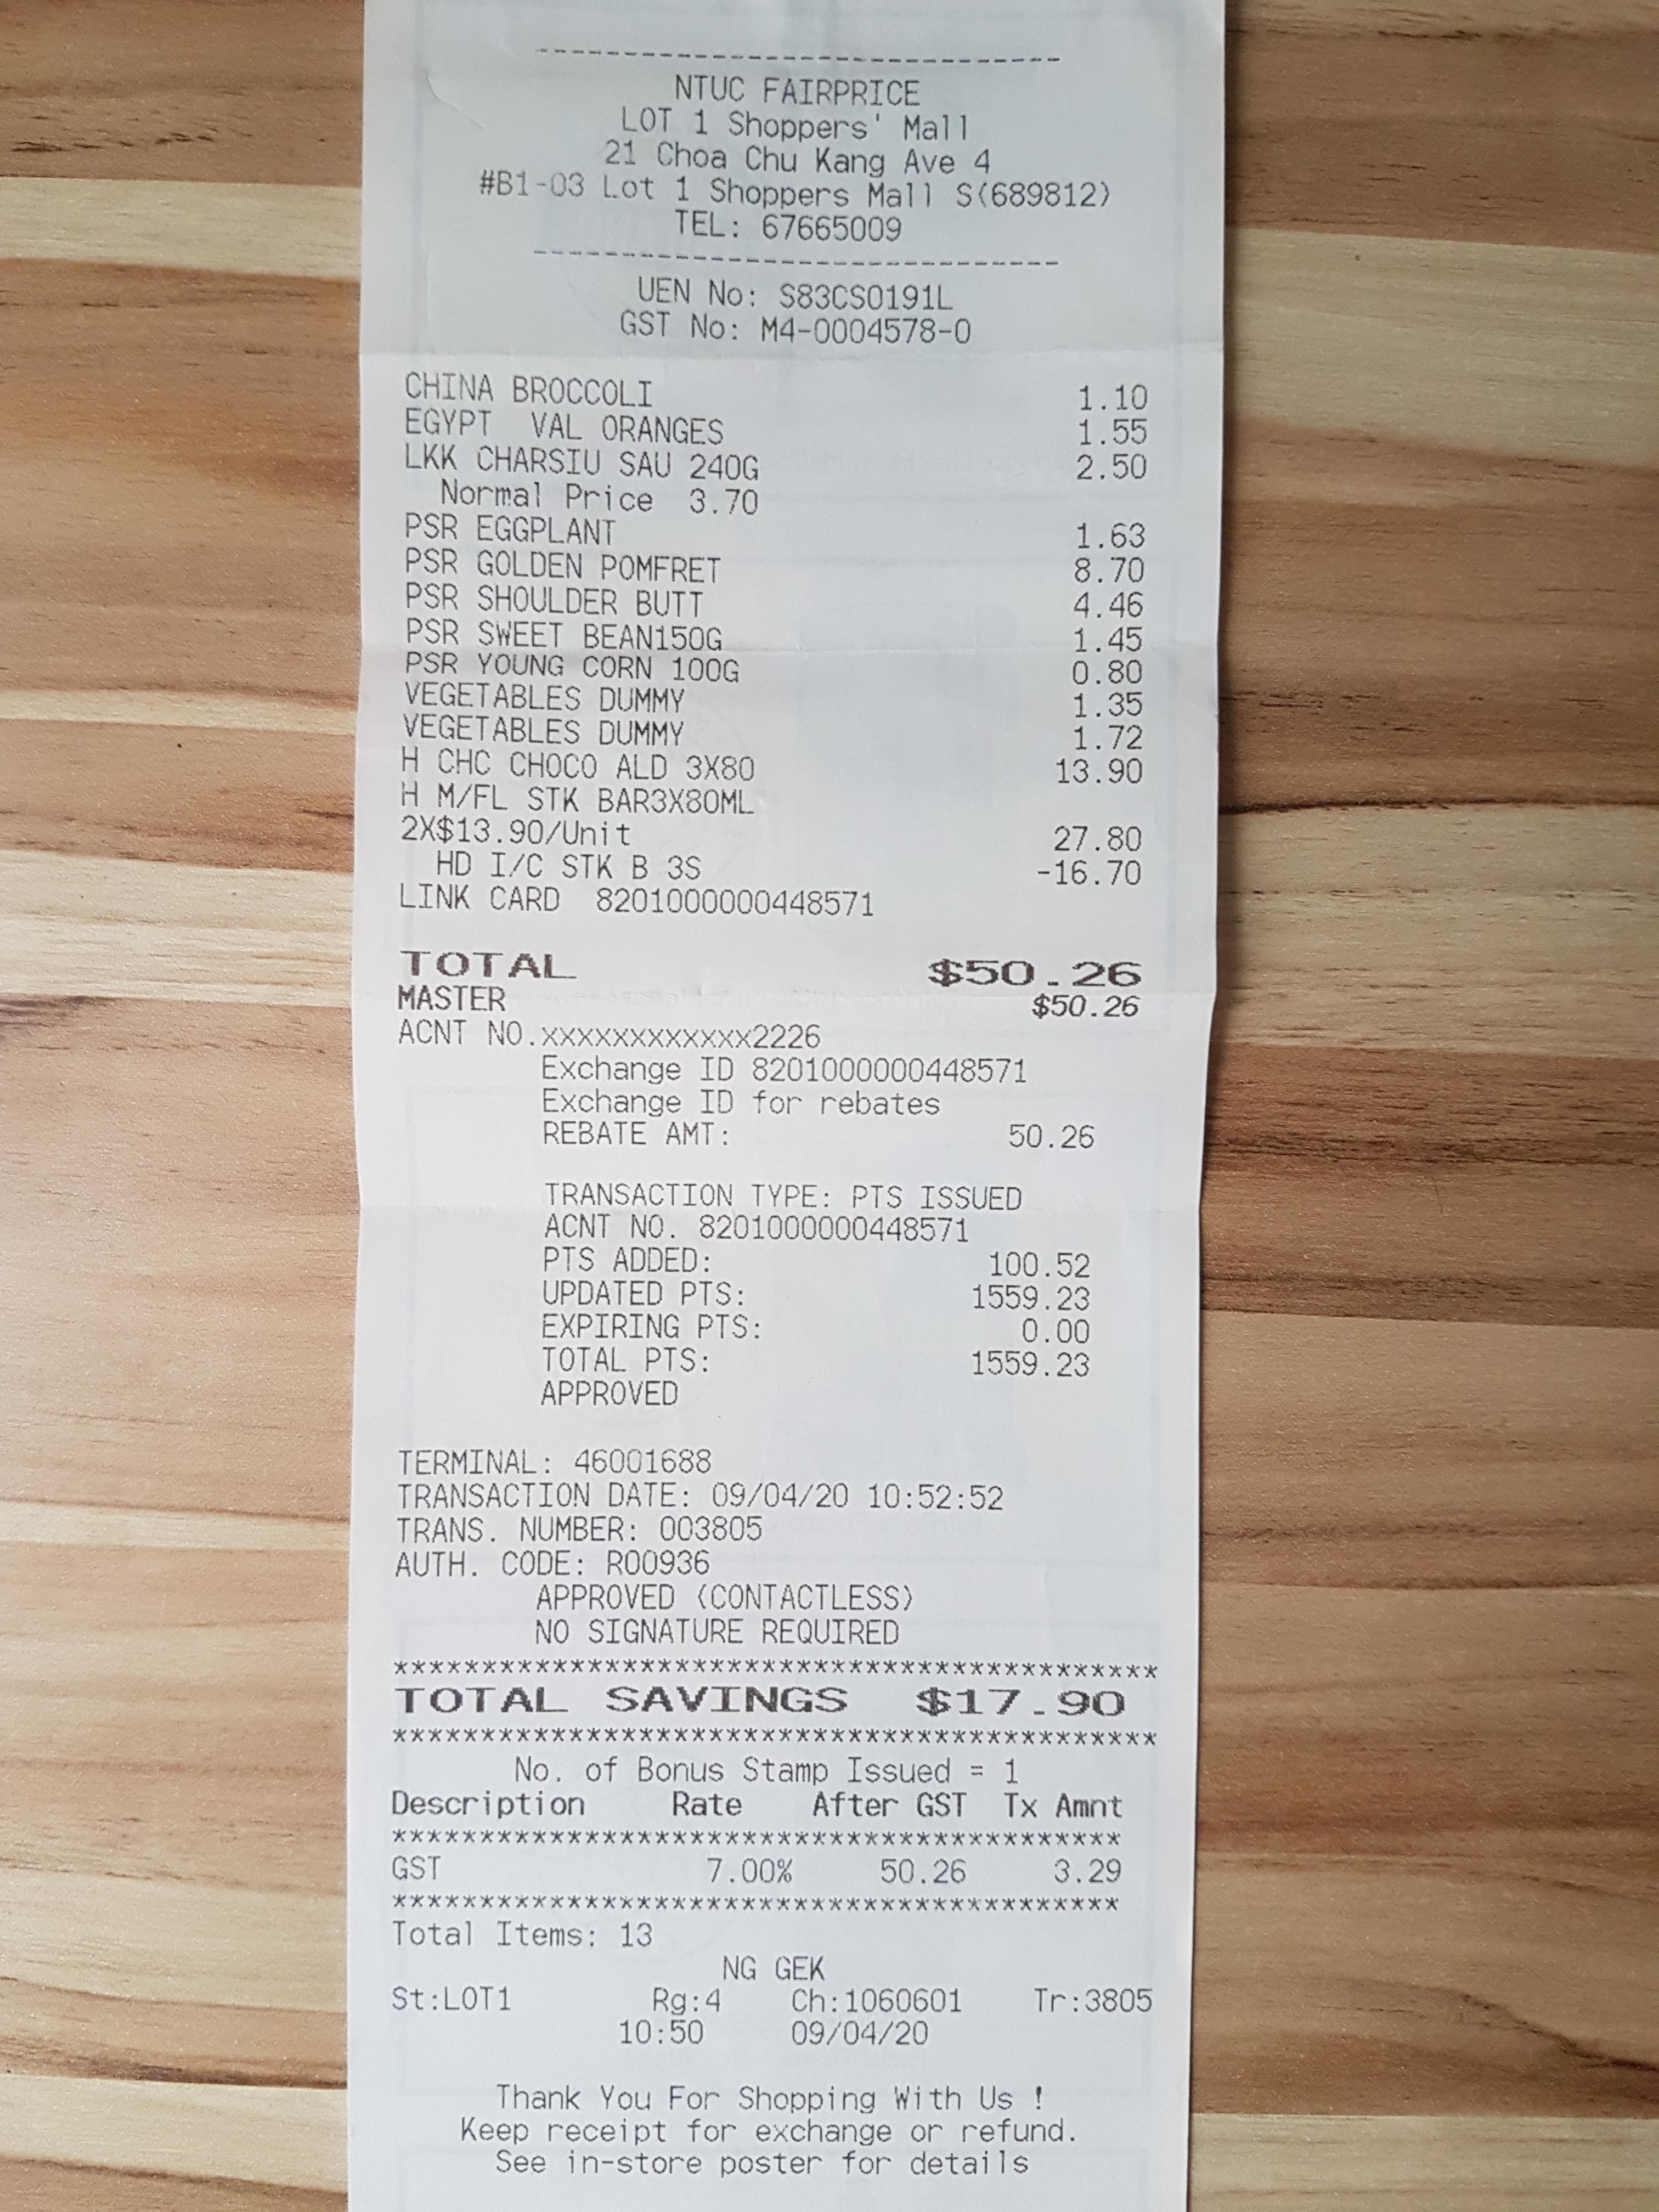 ------------------------------
NTUC FAIRPRICE
LOT 1 Shoppers' Mall
21 Choa Chu Kang Ave 4
#B1-03 Lot 1 Shoppers Mall S(689812)
TEL: 67665009
------------------------------
UEN No: S83CS0191L
GST No: M4-0004578-0
CHINA BROCCOLI 1.10
EGYPT VAL ORANGES 1.55
LKK CHARSIU SAU 240G 2.50
Normal Price 3.70
PSR EGGPLANT 1.63
PSR GOLDEN POMFRET 8.70
PSR SHOULDER BUTT 4.46
PSR SWEET BEAN150G 1.45
PSR YOUNG CORN 100G 0.80
VEGETABLES DUMMY 1.35
VEGETABLES DUMMY 1.72
H CHC CHOCO ALD 3X80 13.90
H M/FL STK BAR3X80ML
2X$13.90/Unit 27.80
HD I/C STK B 3S -16.70
LINK CARD 8201000000448571
TOTAL $50.26
MASTER $50.26
ACNT NO.xxxxxxxxxxxx2226
Exchange ID 8201000000448571
Exchange ID for rebates
REBATE AMT: 50.26
TRANSACTION TYPE: PTS ISSUED
ACNT NO. 8201000000448571
PTS ADDED: 100.52
UPDATED PTS: 1559.23
EXPIRING PTS: 0.00
TOTAL PTS: 1559.23
APPROVED
TERMINAL: 46001688
TRANSACTION DATE: 09/04/20 10:52:52
TRANS. NUMBER: 003805
AUTH. CODE: R00936
APPROVED (CONTACTLESS)
NO SIGNATURE REQUIRED
*******************************************
TOTAL SAVINGS $17.90
*******************************************
No. of Bonus Stamp Issued = 1
Description Rate After GST Tx Amnt
*****************************************
GST 7.00% 50.26 3.29
*****************************************
Total Items: 13
NG GEK
St:LOT1 Rg:4 Ch:1060601 Tr:3805
10:50 09/04/20
Thank You For Shopping With Us !
Keep receipt for exchange or refund.
See in-store poster for details